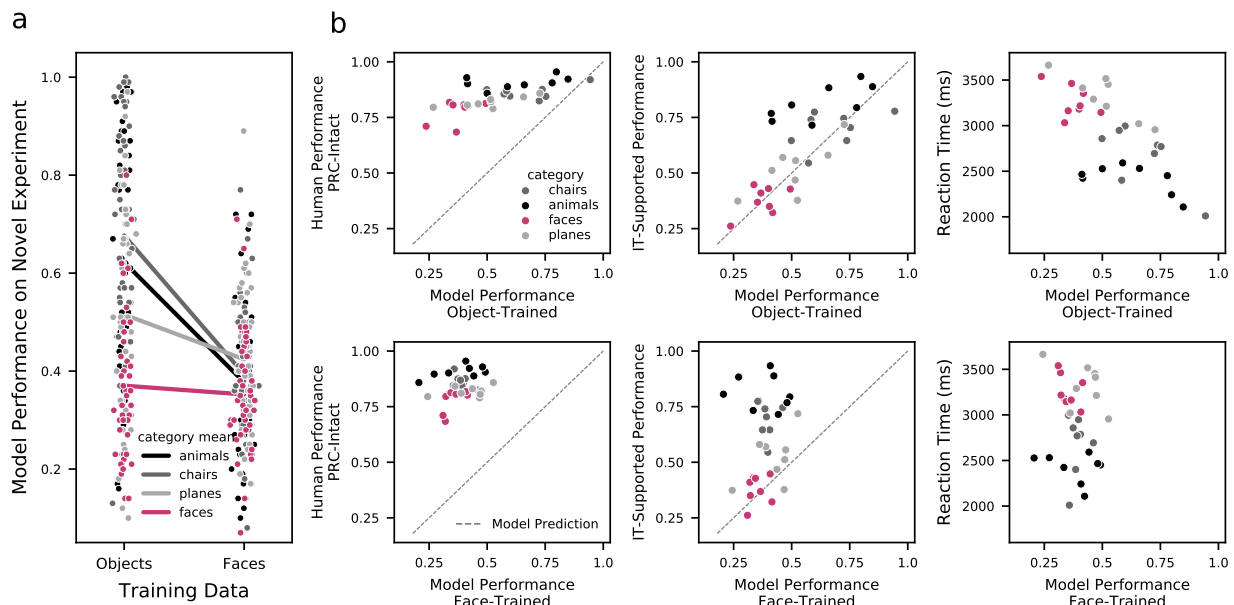 a
b
Model Performance on Novel Experiment
1.0
0.8
0.6
0.4
0.2
category mean
animals
chairs
planes
faces
Objects
Faces
Training Data
Human Performance
PRC-Intact
1.00
0.75
0.50
0.25
category
chairs
animals
faces
planes
0.25
0.5
0.75
1.0
Model Performance
Object-Trained
IT-Supported Performance
1.00
0.75
0.50
0.25
0.25
0.5
0.75
1.0
Model Performance
Object-Trained
Reaction Time (ms)
3500
3000
2500
2000
0.25
0.5
0.75
1.0
Model Performance
Object-Trained
Human Performance
PRC-Intact
1.00
0.75
0.50
0.25
Model Prediction
0.25
0.5
0.75
1.0
Model Performance
Face-Trained
IT-Supported Performance
1.00
0.75
0.50
0.25
0.25
0.5
0.75
1.0
Model Performance
Face-Trained
Reaction Time (ms)
3500
3000
2500
2000
0.25
0.5
0.75
1.0
Model Performance
Face-Trained